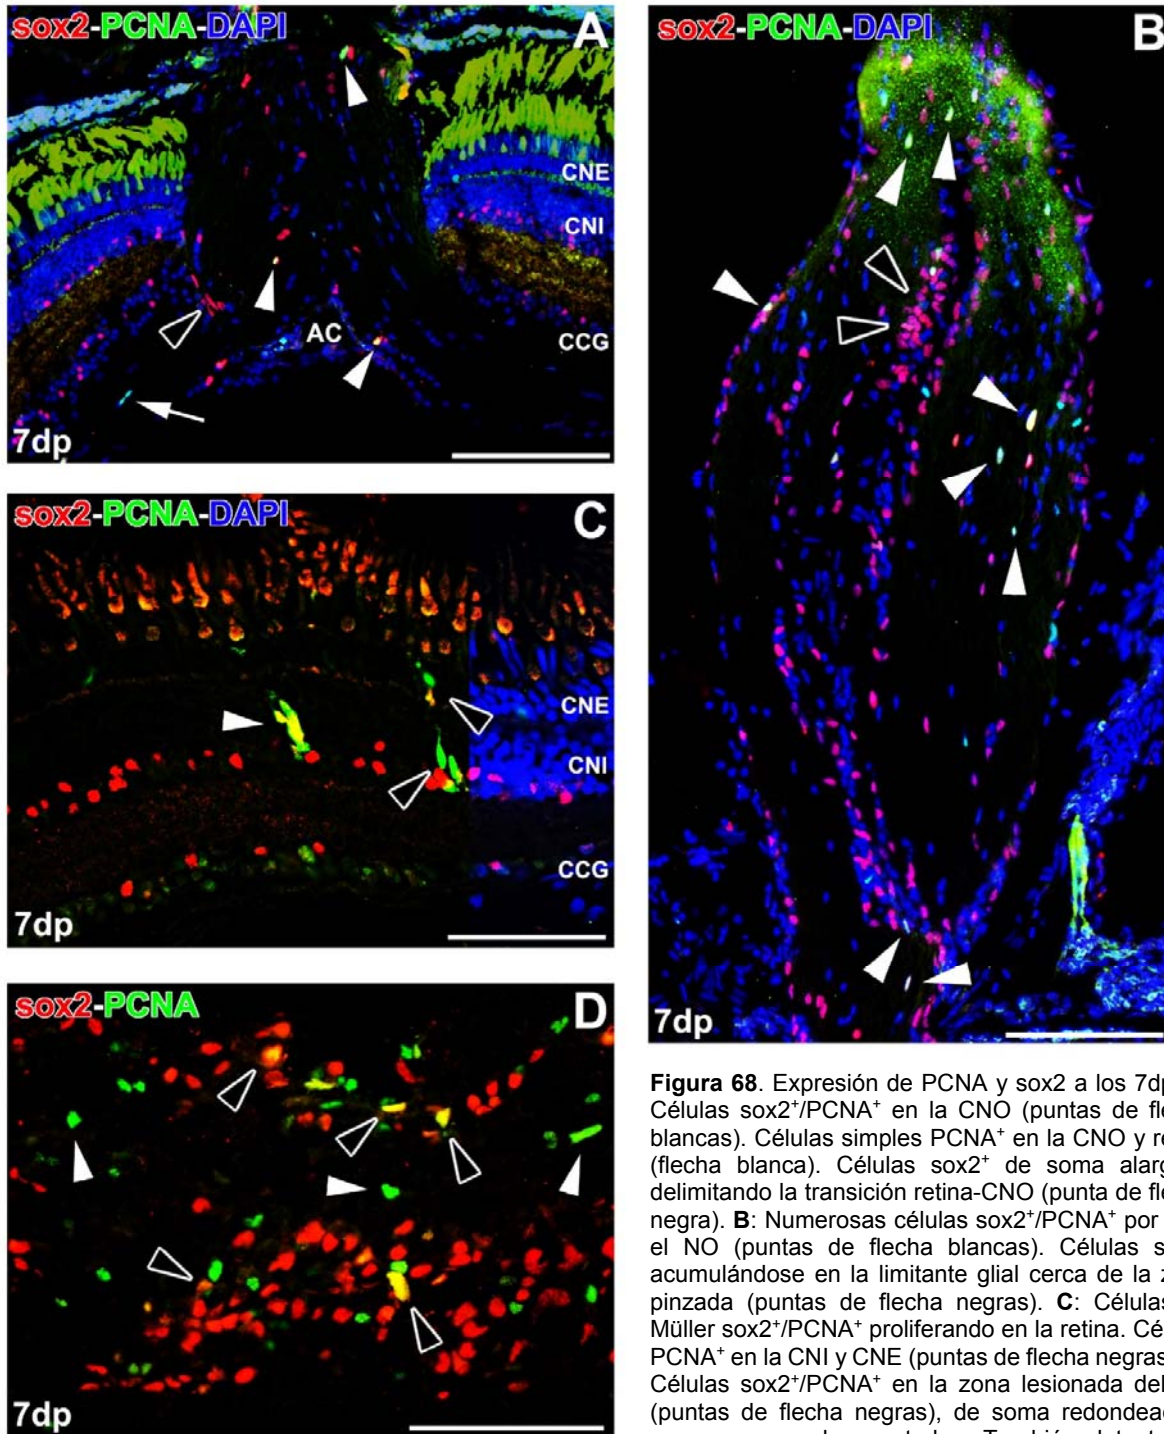 sox2-PCNA-DAPI
A
CNE
CNI
AC
CCG
7dp
sox2-PCNA-DAPI
B
7dp
sox2-PCNA-DAPI
C
CNE
CNI
CCG
7dp
sox2-PCNA
D
7dp
Figura 68. Expresión de PCNA y sox2 a los 7dp
Células sox2⁺/PCNA⁺ en la CNO (puntas de
blancas). Células simples PCNA⁺ en la CNO y
(flecha blanca). Células sox2⁺ de soma
delimitando la transición retina-CNO (punta de
negra). B: Numerosas células sox2⁺/PCNA⁺ por
el NO (puntas de flecha blancas). Células
acumulándose en la limitante glial cerca de la
pinzada (puntas de flecha negras). C: Células
Müller sox2⁺/PCNA⁺ proliferando en la retina.
PCNA⁺ en la CNI y CNE (puntas de flecha negras
Células sox2⁺/PCNA⁺ en la zona lesionada
(puntas de flecha negras), de soma